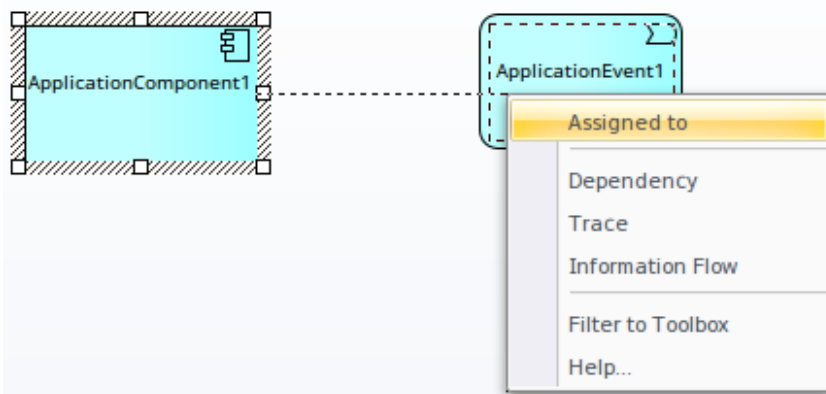 ApplicationComponent1
ApplicationEvent1
Assigned to
Dependency
Trace
Information Flow
Filter to Toolbox
Help...